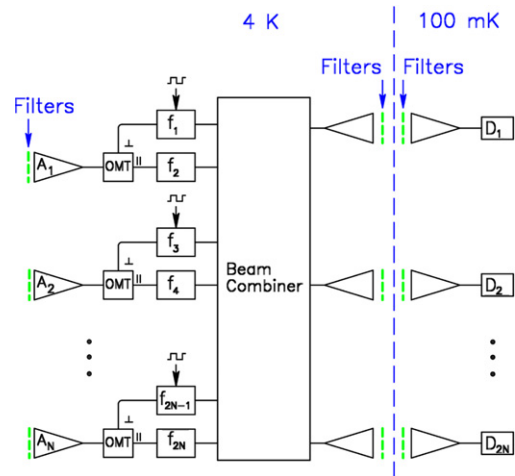 4 K
100 mK
Filters
Filters
Filters
f₁
A₁
OMT
⊥
||
f₂
D₁
f₃
A₂
OMT
⊥
||
f₄
Beam
Combiner
D₂
f₂N₋₁
A_N
OMT
⊥
||
f₂N
D₂N